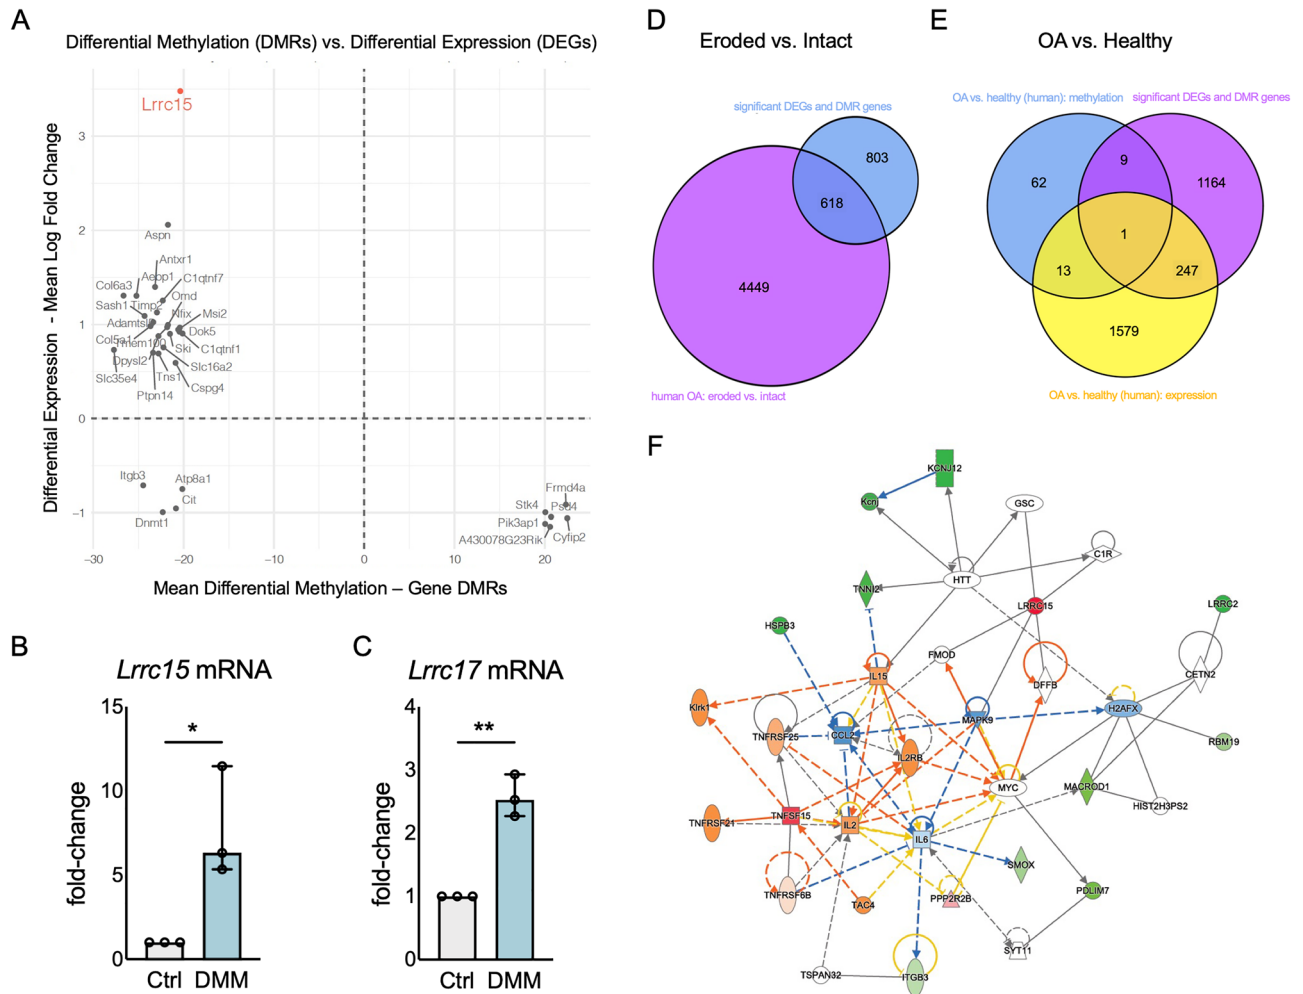 A
Differential Methylation (DMRs) vs. Differential Expression (DEGs)
Differential Expression - Mean Log Fold Change
3
2
1
0
−1
Lrrc15
Aspn
Antxr1
Aebp1
C1qtnf7
Col6a3
Omd
Sash1
Timp2
Nfix
Msi2
Dok5
Col5a1
Tmem100
Ski
C1qtnf1
Dpysl2
Slc16a2
Slc35e4
Tns1
Cspg4
Ptpn14
Itgb3
Atp8a1
Cit
Dnmt1
Frmd4a
Stk4
Psd4
Pik3ap1
A430078G23Rik
Cyfip2
−30
−20
−10
0
10
20
Mean Differential Methylation – Gene DMRs
B
Lrrc15 mRNA
fold-change
15
10
5
0
*
Ctrl
DMM
C
Lrrc17 mRNA
fold-change
4
3
2
1
0
**
Ctrl
DMM
D
Eroded vs. Intact
significant DEGs and DMR genes
803
618
4449
human OA: eroded vs. intact
E
OA vs. Healthy
OA vs. healthy (human): methylation
significant DEGs and DMR genes
9
62
1164
1
13
247
1579
OA vs. healthy (human): expression
F
KCNJ12
Kcnj
GSC
C1R
HTT
TNNI2
LRRC15
LRRC2
HSPB3
FMOD
IL15
DFFB
CETN2
Klrk1
MAPK9
H2AFX
TNFRSF25
CCL2
IL2RB
RBM19
MYC
MACROD1
HIST2H3PS2
TNFRSF21
TNFSF15
IL2
IL6
SMOX
TNFRSF6B
TAC4
PPP2R2B
PDLIM7
SYT11
TSPAN32
ITGB3